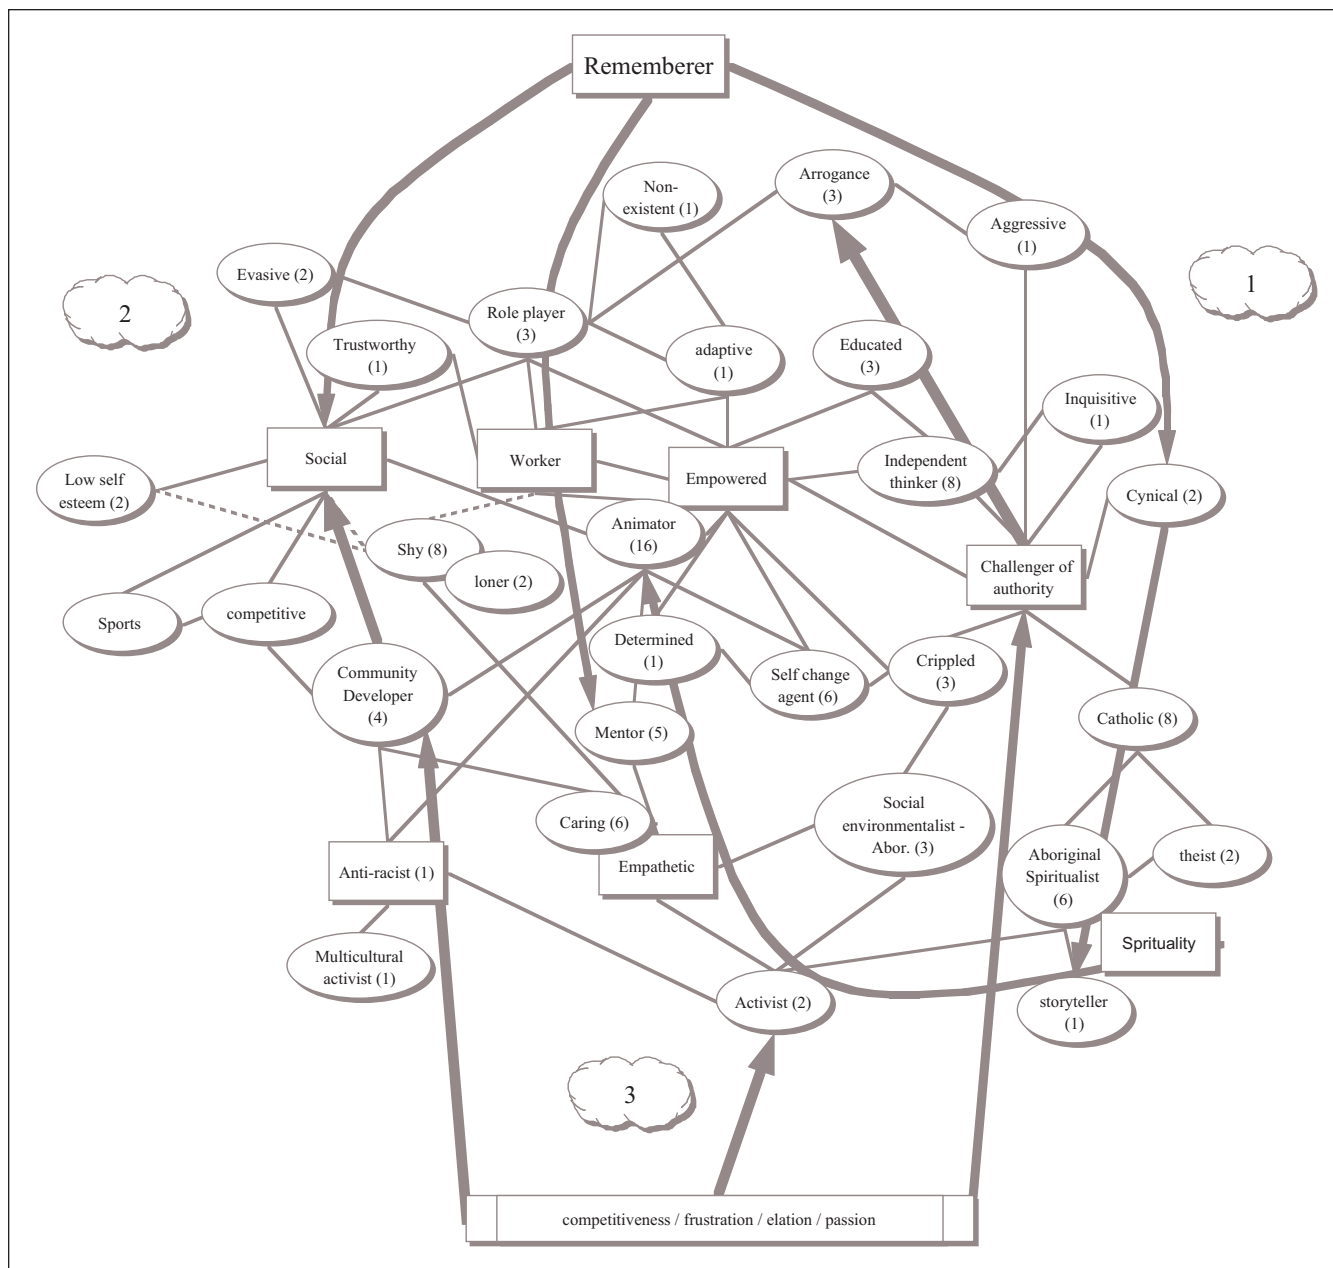 Rememberer
Non-
existent (1)
Arrogance
(3)
Aggressive
(1)
Evasive (2)
2
1
Role player
(3)
Trustworthy
(1)
adaptive
(1)
Educated
(3)
Inquisitive
(1)
Social
Worker
Empowered
Independent
thinker (8)
Cynical (2)
Low self
esteem (2)
Animator
(16)
Shy (8)
loner (2)
Challenger of
authority
Sports
competitive
Determined
(1)
Community
Developer
(4)
Self change
agent (6)
Crippled
(3)
Mentor (5)
Catholic (8)
Caring (6)
Social
environmentalist -
Abor. (3)
Anti-racist (1)
Empathetic
Aboriginal
Spiritualist
(6)
theist (2)
Sprituality
Multicultural
activist (1)
Activist (2)
storyteller
(1)
3
competitiveness / frustration / elation / passion